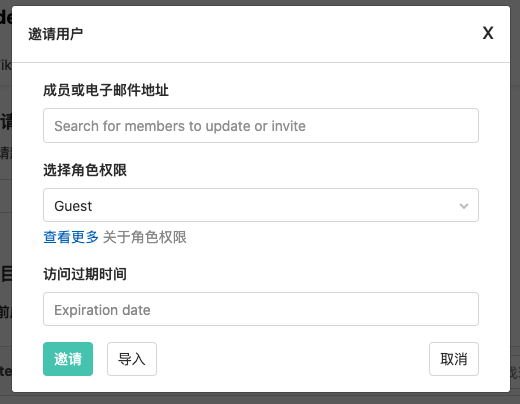 邀请用户
X
成员或电子邮件地址
Search for members to update or invite
选择角色权限
Guest
查看更多 关于角色权限
访问过期时间
Expiration date
邀请 导入 取消